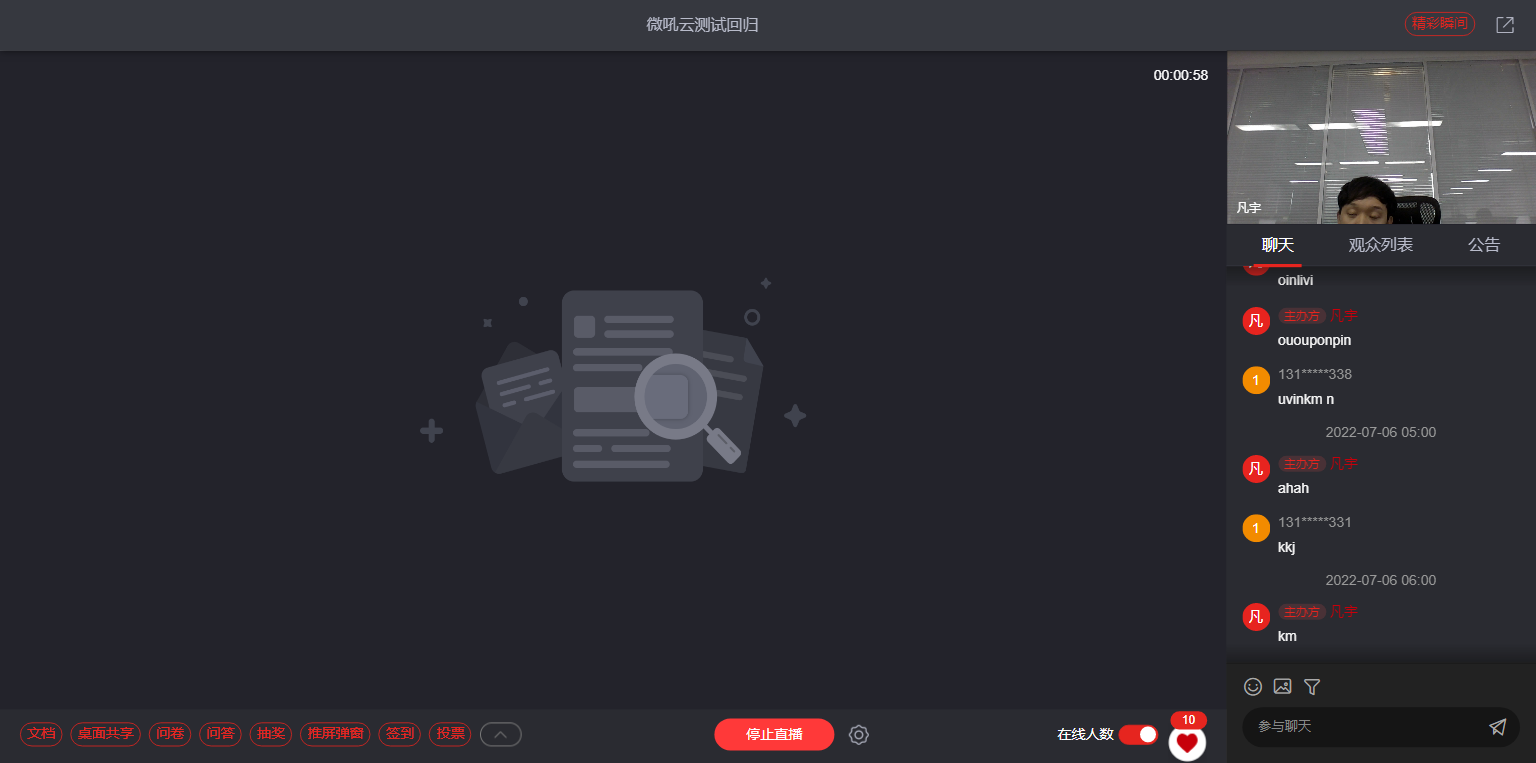 微吼云测试回归
精彩瞬间
00:00:58
凡宇
聊天 观众列表 公告
oinlivi
凡 主办方 凡宇
ououponpin
1 131*****338
uvinkm n
2022-07-06 05:00
凡 主办方 凡宇
ahah
1 131*****331
kkj
2022-07-06 06:00
凡 主办方 凡宇
km
参与聊天
文档 桌面共享 问卷 问答 抽奖 推屏弹窗 签到 投票
停止直播
在线人数
10